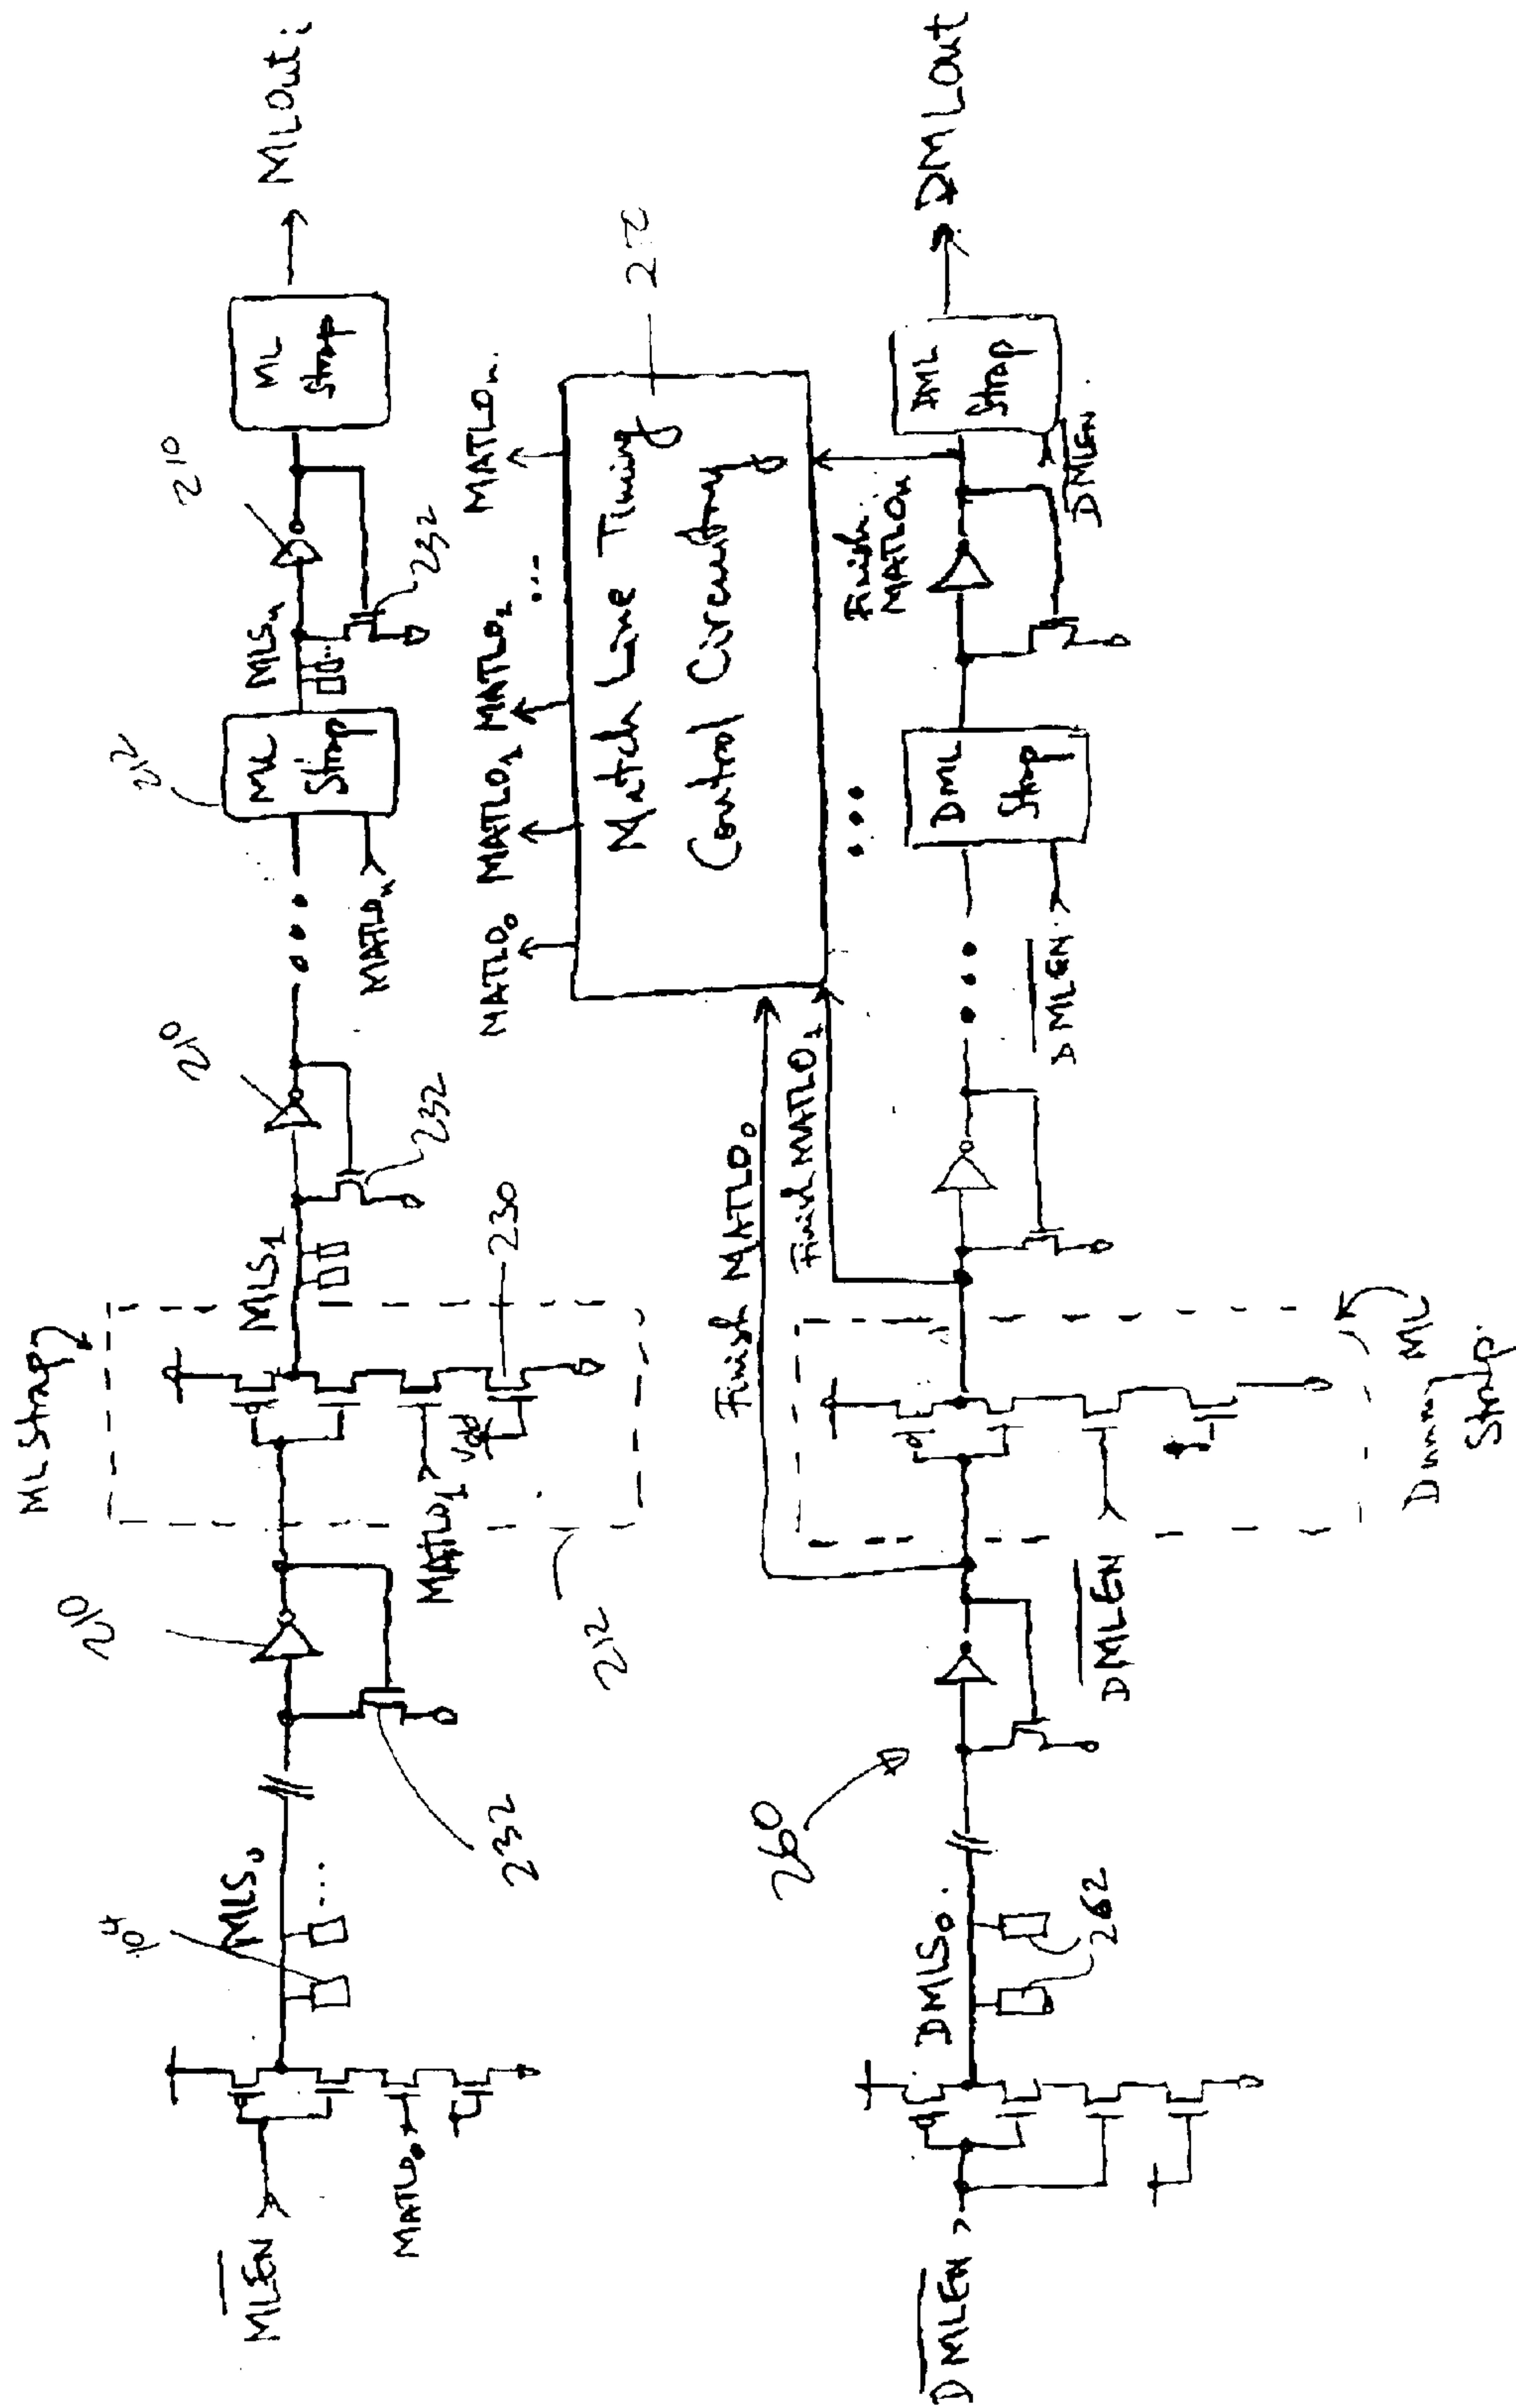 ML Strap
MLEN
MATLO₀
104
MLS₀
232
210
212
MATLO₁
Vdd
230
MLS1
232
210
MATLOₙ
212
ML
Strap
MLSₙ
232
210
ML
Strap
MLOut i
MATLO₀
MATLO₁
MATLO₂
...
MATLOₙ
Match Line Timing
Control Circuitry
Finish MATLO₀
Finish MATLO₁
Finish
MATLOₙ
DMLEN
DMLS₀
262
260
DMLEN
ML
Dummy
Strap
DMLEN
DML
Strap
DML
Strap
DMLEN
DMLOut